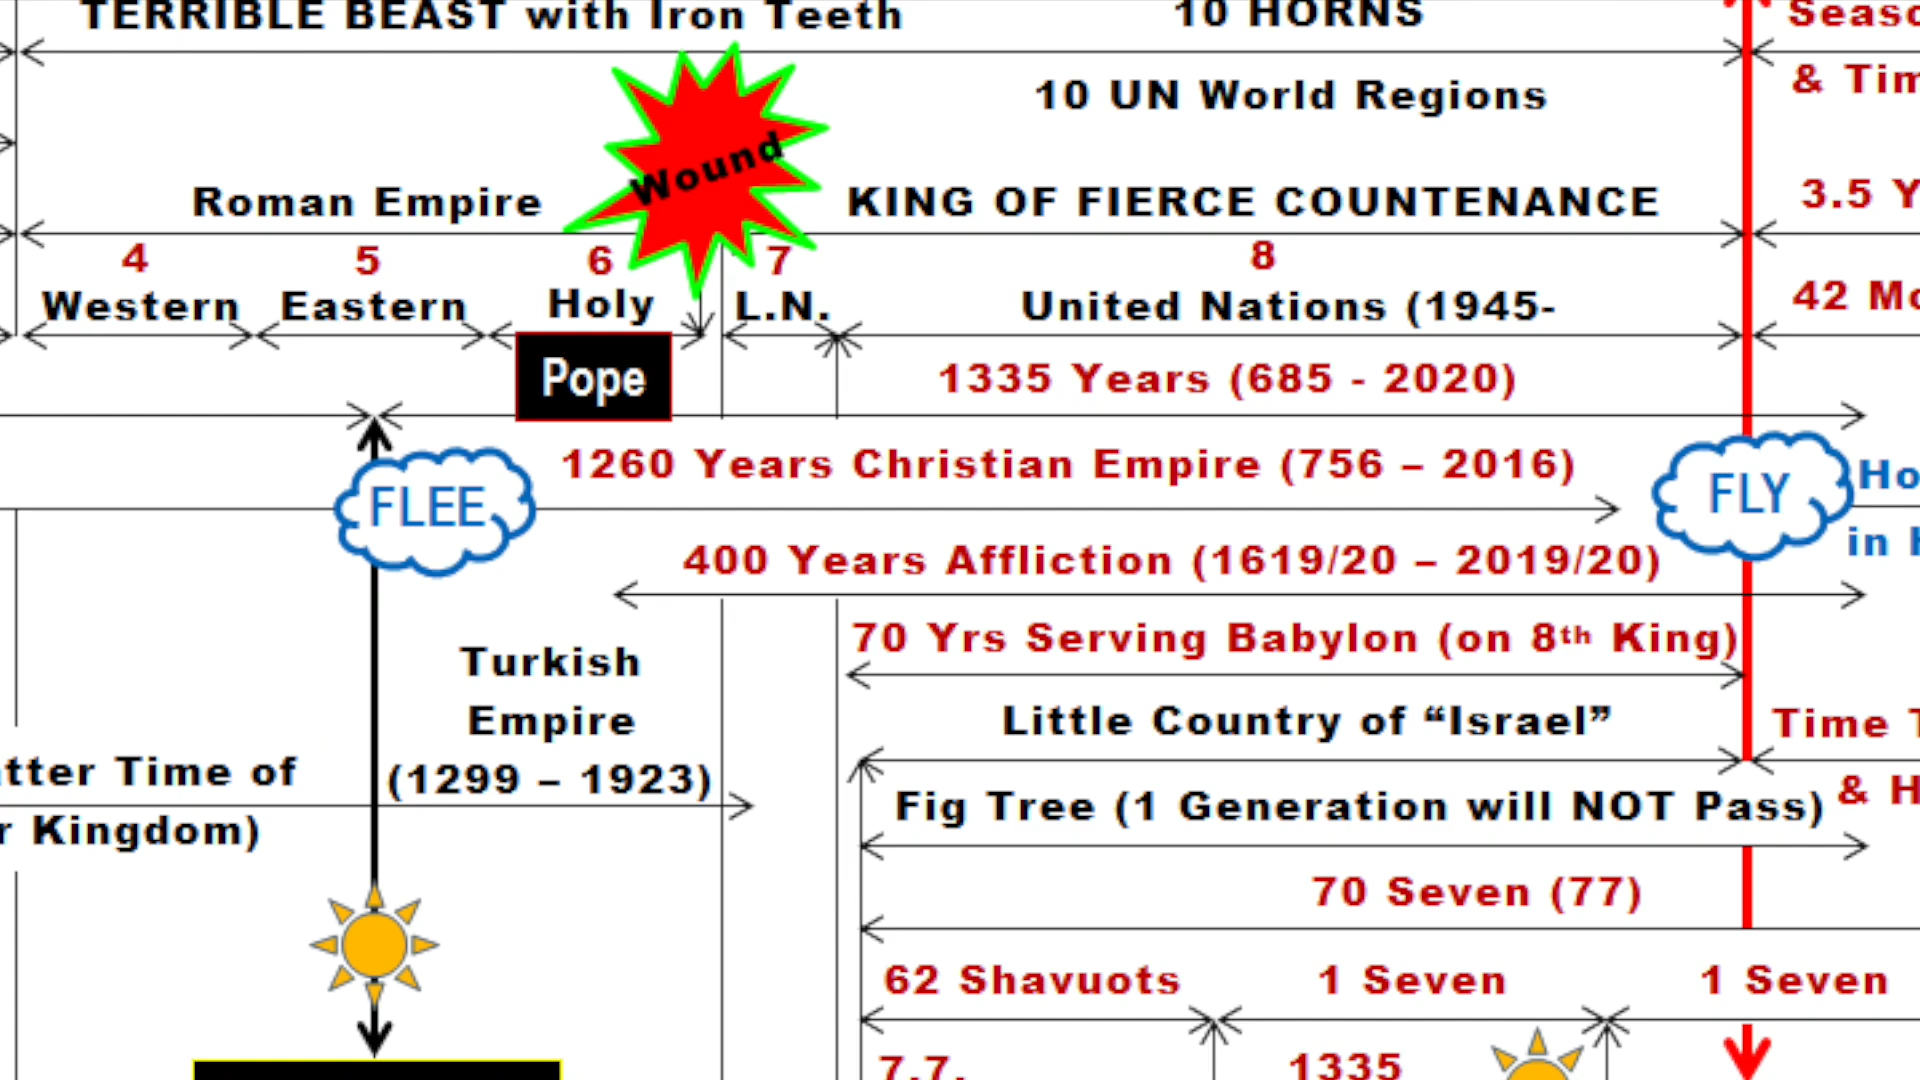 TERRIBLE BEAST with Iron Teeth
10 HORNS
& Tim
10 UN World Regions
Wound
Roman Empire
KING OF FIERCE COUNTENANCE
3.5 Y
4
5
6
7
8
Western
Eastern
Holy
L.N.
United Nations (1945-
42 Mo
Pope
1335 Years (685 - 2020)
1260 Years Christian Empire (756 – 2016)
FLEE
FLY
Ho
in H
400 Years Affliction (1619/20 – 2019/20)
70 Yrs Serving Babylon (on 8th King)
Turkish
Empire
(1299 – 1923)
Little Country of “Israel”
Time T
atter Time of
r Kingdom)
Fig Tree (1 Generation will NOT Pass)
& H
70 Seven (77)
62 Shavuots
1 Seven
1 Seven
7.7.
1335